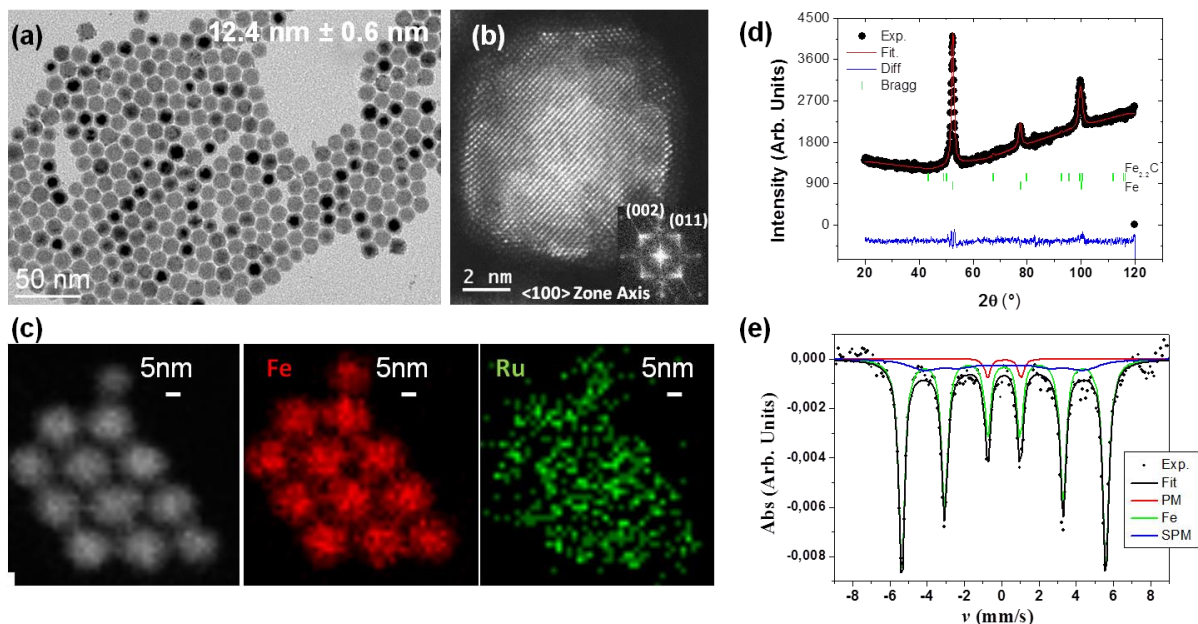 (a)
12.4 nm ± 0.6 nm
50 nm
(b)
(002)
(011)
2 nm
<100> Zone Axis
(c)
5nm
Fe
5nm
Ru
5nm
(d)
Exp.
Fit.
Diff
Bragg
4500
3600
2700
1800
900
0
Intensity (Arb. Units)
Fe2.2C
Fe
20 40 60 80 100 120
2θ (°)
(e)
0,000
-0,002
-0,004
-0,006
-0,008
Abs (Arb. Units)
Exp.
Fit
PM
Fe
SPM
-8 -6 -4 -2 0 2 4 6 8
v (mm/s)